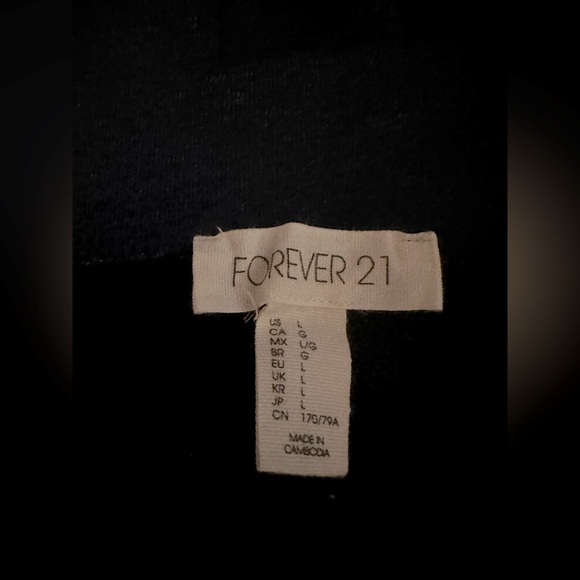 FOREVER 21
US L
CA G
MX UG
BR G
EU L
UK L
KR L
JP L
CN 170/79A
MADE IN
CAMBODIA